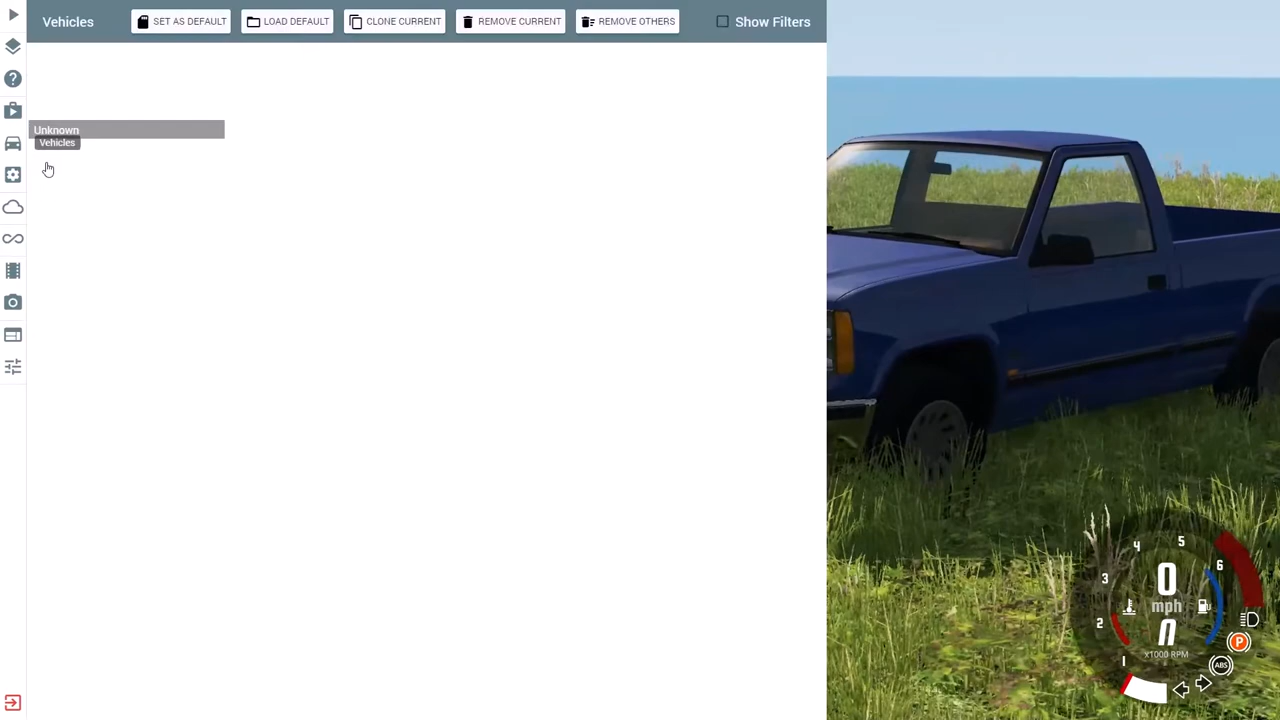 Vehicles
SET AS DEFAULT
LOAD DEFAULT
CLONE CURRENT
REMOVE CURRENT
REMOVE OTHERS
Show Filters
Unknown
Vehicles
1
2
3
4
5
6
0
mph
n
x1000 RPM
P
ABS